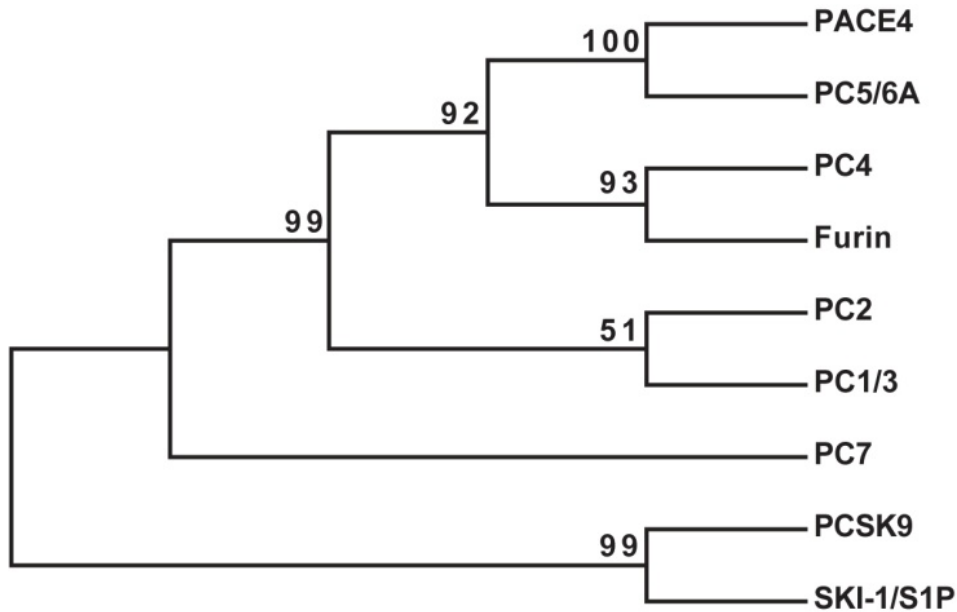 PACE4
100
PC5/6A
92
PC4
93
Furin
99
PC2
51
PC1/3
PC7
PCSK9
99
SKI-1/S1P